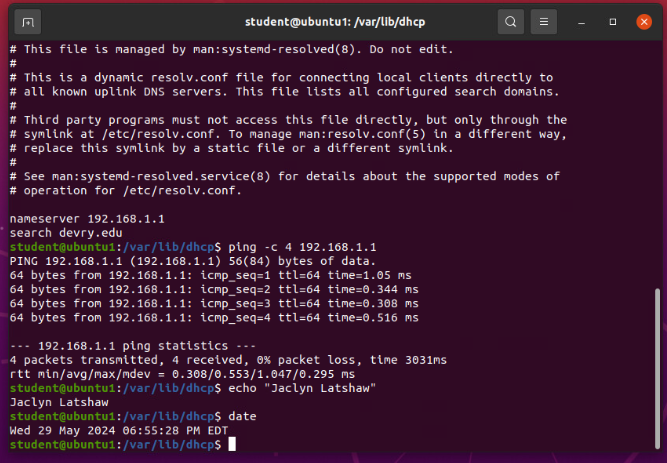 student@ubuntu1: /var/lib/dhcp
# This file is managed by man:systemd-resolved(8). Do not edit.
#
# This is a dynamic resolv.conf file for connecting local clients directly to
# all known uplink DNS servers. This file lists all configured search domains.
#
# Third party programs must not access this file directly, but only through the
# symlink at /etc/resolv.conf. To manage man:resolv.conf(5) in a different way,
# replace this symlink by a static file or a different symlink.
#
# See man:systemd-resolved.service(8) for details about the supported modes of
# operation for /etc/resolv.conf.

nameserver 192.168.1.1
search devry.edu
student@ubuntu1:/var/lib/dhcp$ ping -c 4 192.168.1.1
PING 192.168.1.1 (192.168.1.1) 56(84) bytes of data.
64 bytes from 192.168.1.1: icmp_seq=1 ttl=64 time=1.05 ms
64 bytes from 192.168.1.1: icmp_seq=2 ttl=64 time=0.344 ms
64 bytes from 192.168.1.1: icmp_seq=3 ttl=64 time=0.308 ms
64 bytes from 192.168.1.1: icmp_seq=4 ttl=64 time=0.516 ms

--- 192.168.1.1 ping statistics ---
4 packets transmitted, 4 received, 0% packet loss, time 3031ms
rtt min/avg/max/mdev = 0.308/0.553/1.047/0.295 ms
student@ubuntu1:/var/lib/dhcp$ echo "Jaclyn Latshaw"
Jaclyn Latshaw
student@ubuntu1:/var/lib/dhcp$ date
Wed 29 May 2024 06:55:28 PM EDT
student@ubuntu1:/var/lib/dhcp$